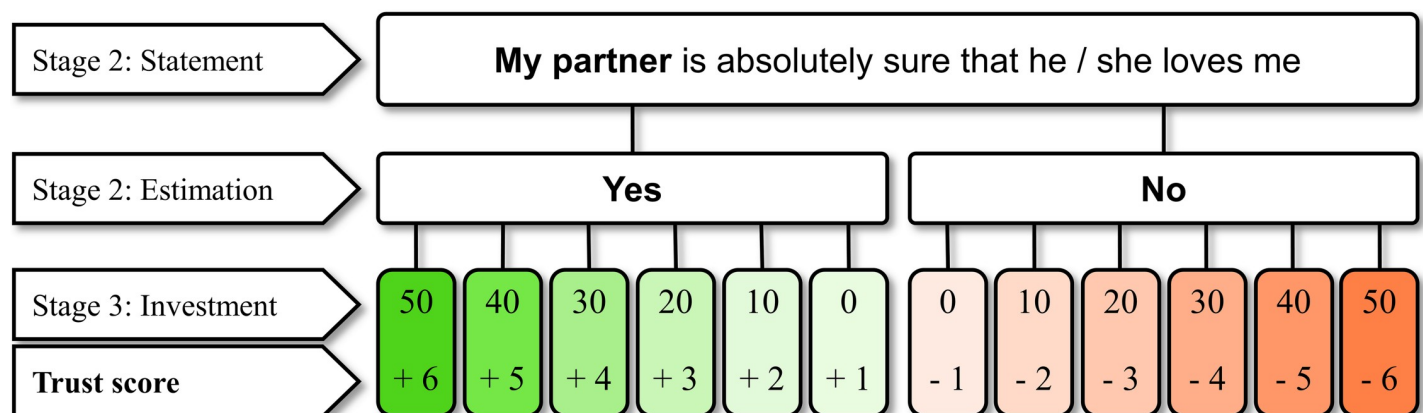 Stage 2: Statement
My partner is absolutely sure that he / she loves me
Stage 2: Estimation
Yes
No
Stage 3: Investment
50 40 30 20 10 0 0 10 20 30 40 50
Trust score
+ 6 + 5 + 4 + 3 + 2 + 1 - 1 - 2 - 3 - 4 - 5 - 6